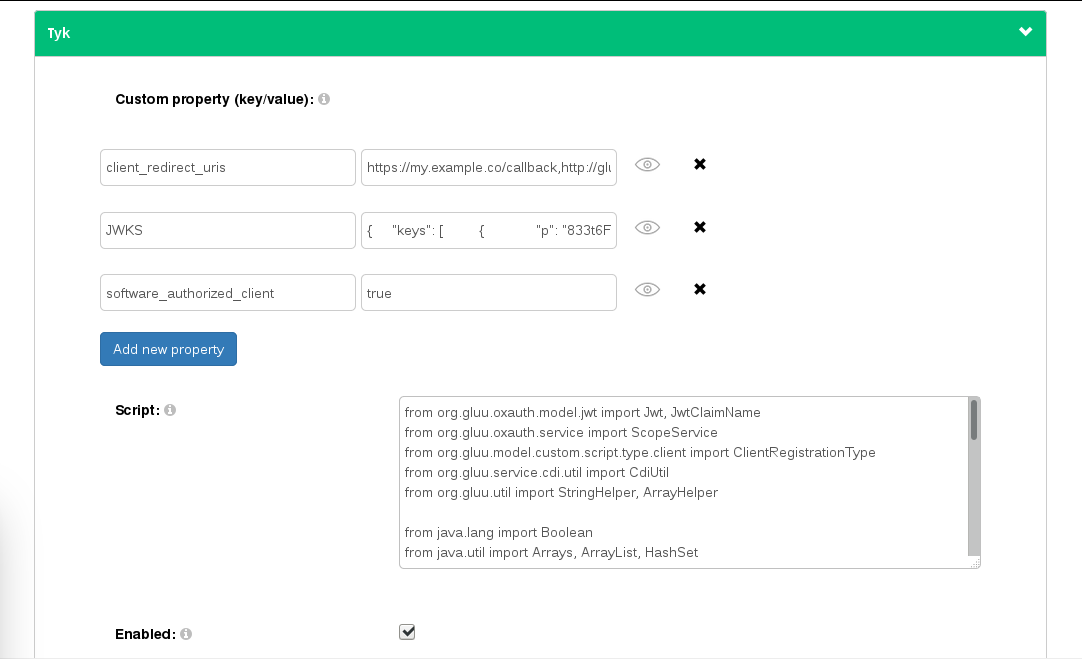 Tyk
Custom property (key/value):
client_redirect_uris https://my.example.co/callback,http://glu
JWKS { "keys": [ { "p": "833t6F
software_authorized_client true
Add new property
Script:
from org.gluu.oxauth.model.jwt import Jwt, JwtClaimName
from org.gluu.oxauth.service import ScopeService
from org.gluu.model.custom.script.type.client import ClientRegistrationType
from org.gluu.service.cdi.util import CdiUtil
from org.gluu.util import StringHelper, ArrayHelper
from java.lang import Boolean
from java.util import Arrays, ArrayList, HashSet
Enabled: